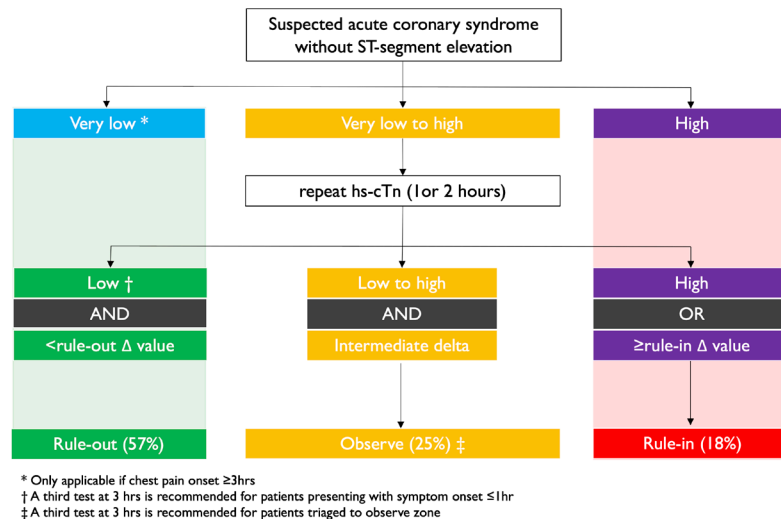 Suspected acute coronary syndrome
without ST-segment elevation
Very low *
Very low to high
High
repeat hs-cTn (1or 2 hours)
Low †
Low to high
High
AND
AND
OR
<rule-out Δ value
Intermediate delta
≥rule-in Δ value
Rule-out (57%)
Observe (25%) ‡
Rule-in (18%)
* Only applicable if chest pain onset ≥3hrs
† A third test at 3 hrs is recommended for patients presenting with symptom onset ≤1hr
‡ A third test at 3 hrs is recommended for patients triaged to observe zone